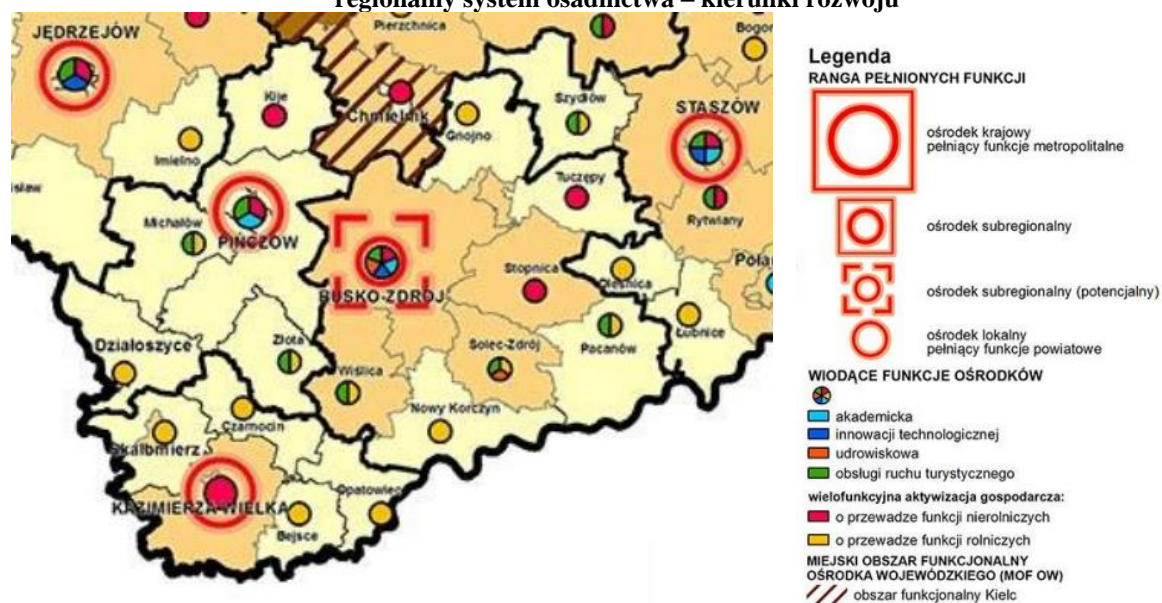 regionalny system osadnictwa – kierunki rozwoju
JĘDRZEJÓW
Pierzchnica
Kije
Chmielnik
Szydłów
STASZÓW
Gnojno
Imielno
Tuczępy
Michałów
Rytwiany
PIŃCZÓW
Stopnica
Oleśnica
BUSKO-ZDRÓJ
Łubnice
Działoszyce
Złota
Solec-Zdrój
Pacanów
Wiślica
Nowy Korczyn
Czarnocin
Skalbmierz
Opatowiec
KAZIMIERZA WIELKA
Bejsce
Legenda
RANGA PEŁNIONYCH FUNKCJI
ośrodek krajowy
pełniący funkcje metropolitalne
ośrodek subregionalny
ośrodek subregionalny (potencjalny)
ośrodek lokalny
pełniący funkcje powiatowe
WIODĄCE FUNKCJE OŚRODKÓW
akademicka
innowacji technologicznej
udrowiskowa
obsługi ruchu turystycznego
wielofunkcyjna aktywizacja gospodarcza:
o przewadze funkcji nierolniczych
o przewadze funkcji rolniczych
MIEJSKI OBSZAR FUNKCJONALNY
OŚRODKA WOJEWÓDZKIEGO (MOF OW)
obszar funkcjonalny Kielc